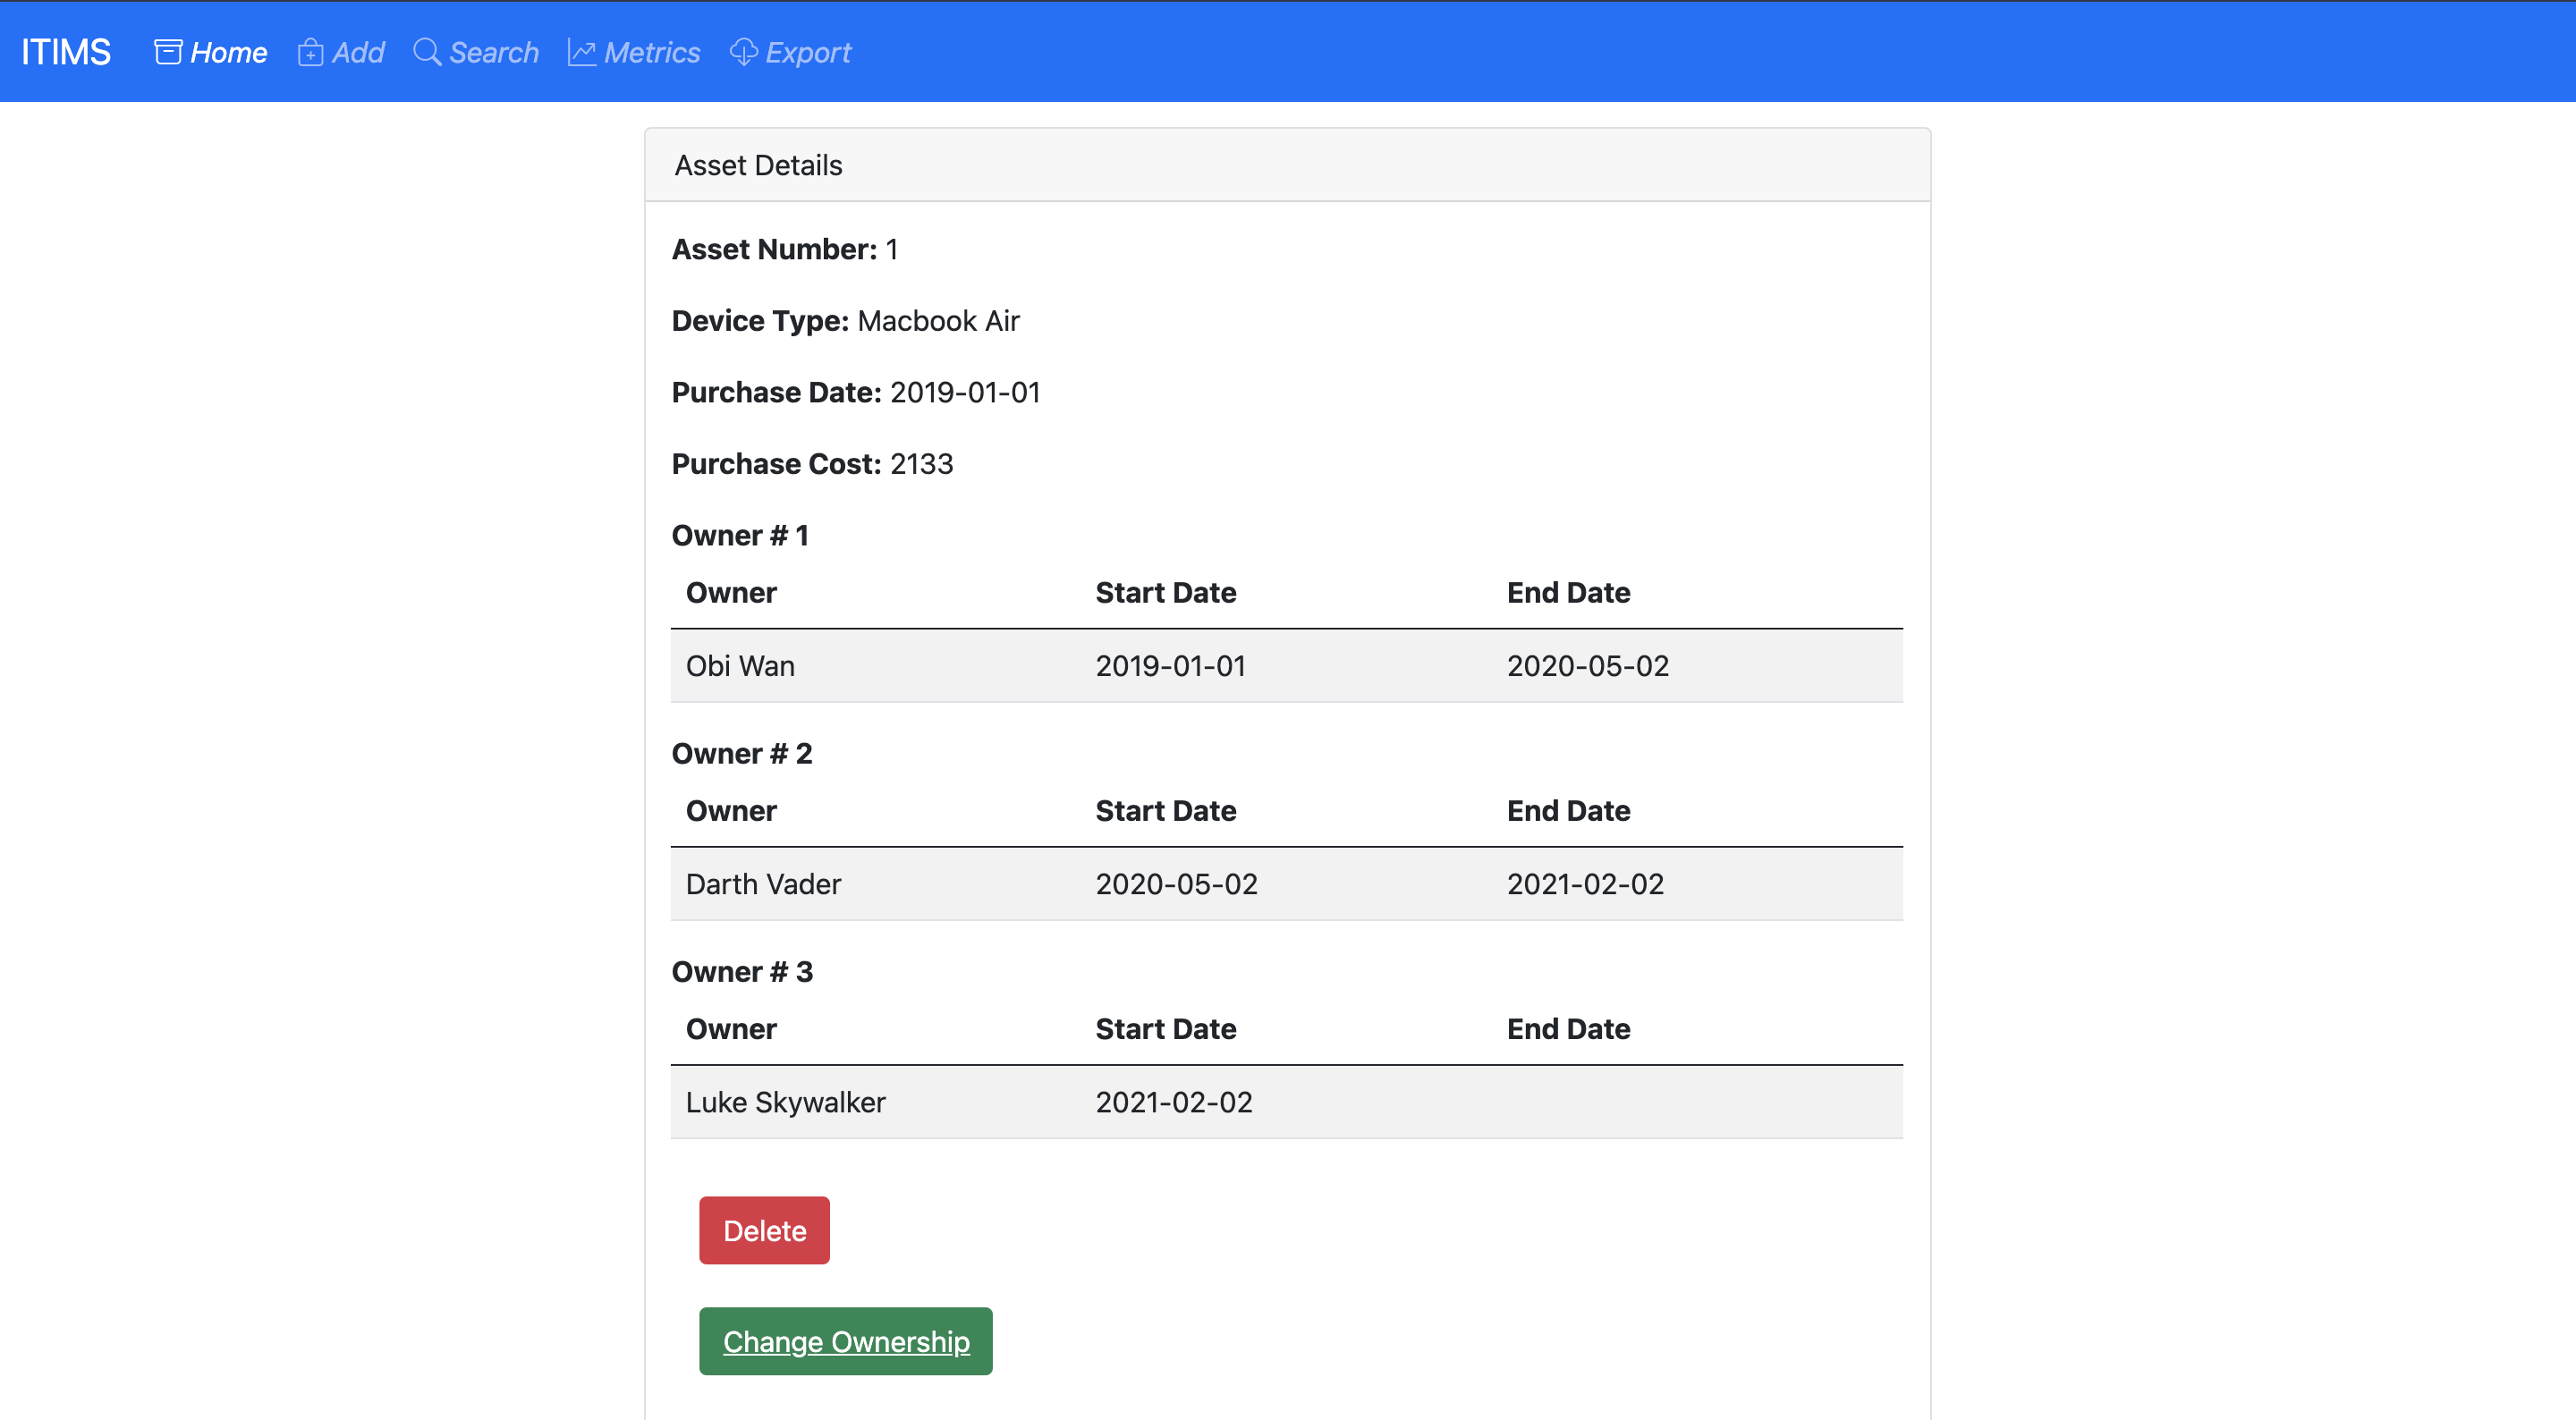 ITIMS Home Add Search Metrics Export
Asset Details
Asset Number: 1
Device Type: Macbook Air
Purchase Date: 2019-01-01
Purchase Cost: 2133
Owner # 1
Owner Start Date End Date
Obi Wan 2019-01-01 2020-05-02
Owner # 2
Owner Start Date End Date
Darth Vader 2020-05-02 2021-02-02
Owner # 3
Owner Start Date End Date
Luke Skywalker 2021-02-02
Delete
Change Ownership